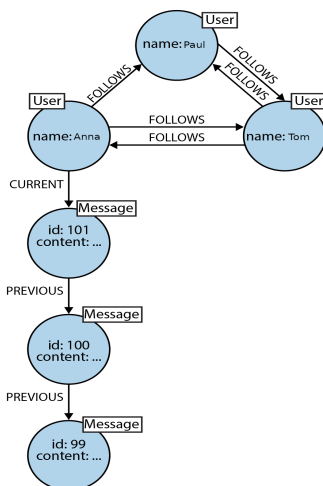 User
name: Paul
FOLLOWS
FOLLOWS
FOLLOWS
User
User
name: Anna
FOLLOWS
FOLLOWS
name: Tom
CURRENT
Message
id: 101
content: ...
PREVIOUS
Message
id: 100
content: ...
PREVIOUS
Message
id: 99
content: ...